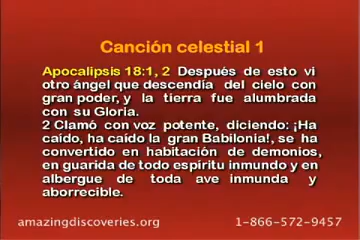 Canción celestial 1
Apocalipsis 18:1, 2 Después de esto vi
otro ángel que descendía del cielo con
gran poder, y la tierra fue alumbrada
con su Gloria.
2 Clamó con voz potente, diciendo: ¡Ha
caído, ha caído la gran Babilonia!, se ha
convertido en habitación de demonios,
en guarida de todo espíritu inmundo y en
albergue de toda ave inmunda y
aborrecible.
amazingdiscoveries.org 1-866-572-9457